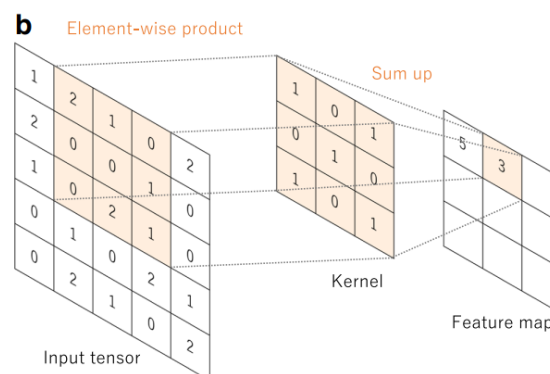 b
Element-wise product
Sum up
1 2 1 0 2
2 0 0 1 0
1 0 2 1 0
0 1 0 2 1
0 2 1 0 2
1 0 1
0 1 0
1 0 1
5 3
Input tensor
Kernel
Feature map